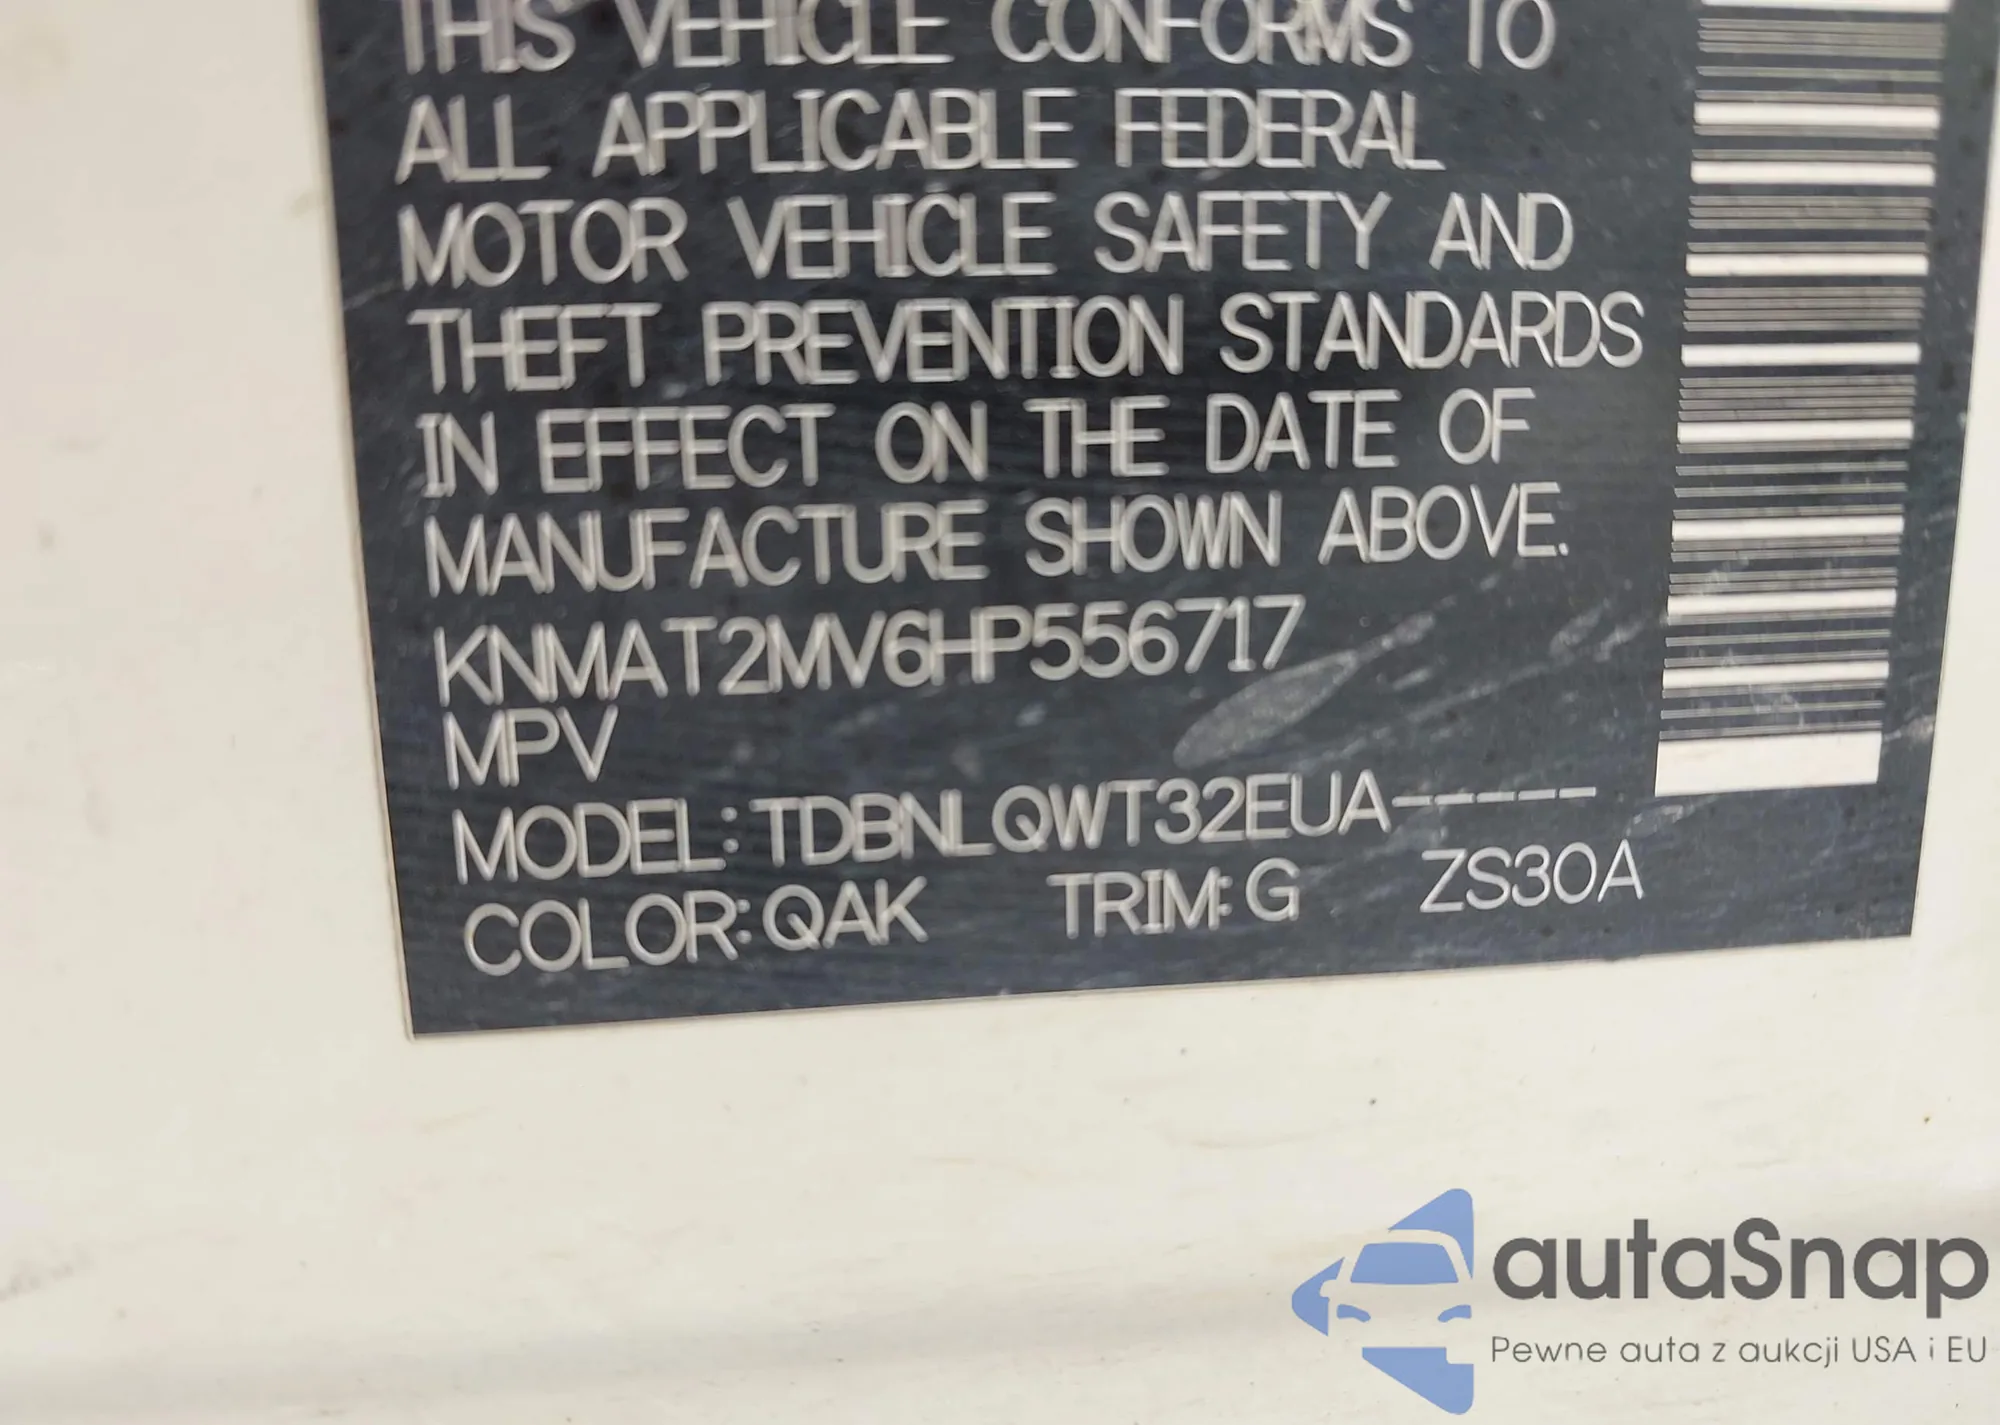 THIS VEHICLE CONFORMS TO
ALL APPLICABLE FEDERAL
MOTOR VEHICLE SAFETY AND
THEFT PREVENTION STANDARDS
IN EFFECT ON THE DATE OF
MANUFACTURE SHOWN ABOVE.
KNMAT2MV6HP556717
MPV
MODEL:TDBNLQWT32EUA-----
COLOR:QAK TRIM:G ZS30A
autaSnap
Pewne auta z aukcji USA i EU